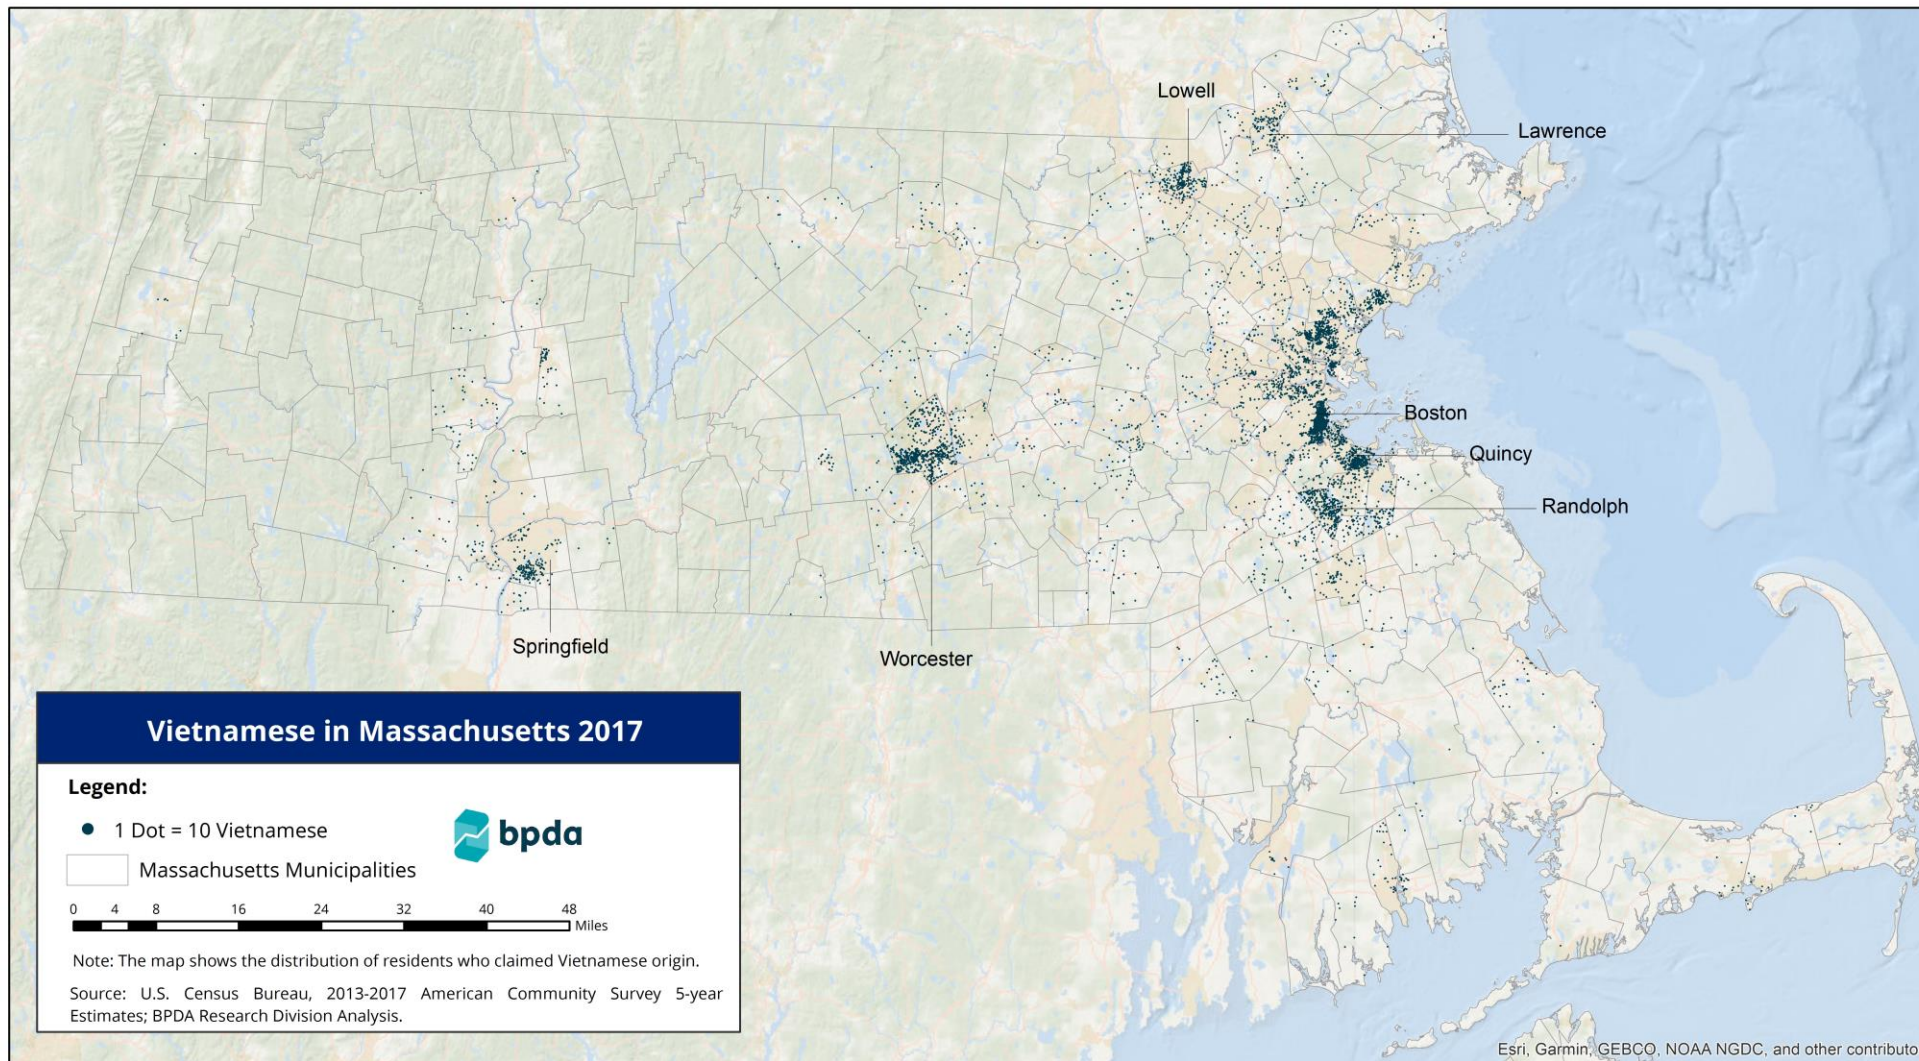 Lowell
Lawrence
Boston
Quincy
Randolph
Springfield
Worcester
Vietnamese in Massachusetts 2017
Legend:
1 Dot = 10 Vietnamese
bpda
Massachusetts Municipalities
0 4 8 16 24 32 40 48
Miles
Note: The map shows the distribution of residents who claimed Vietnamese origin.
Source: U.S. Census Bureau, 2013-2017 American Community Survey 5-year
Estimates; BPDA Research Division Analysis.
Esri, Garmin, GEBCO, NOAA NGDC, and other contributo